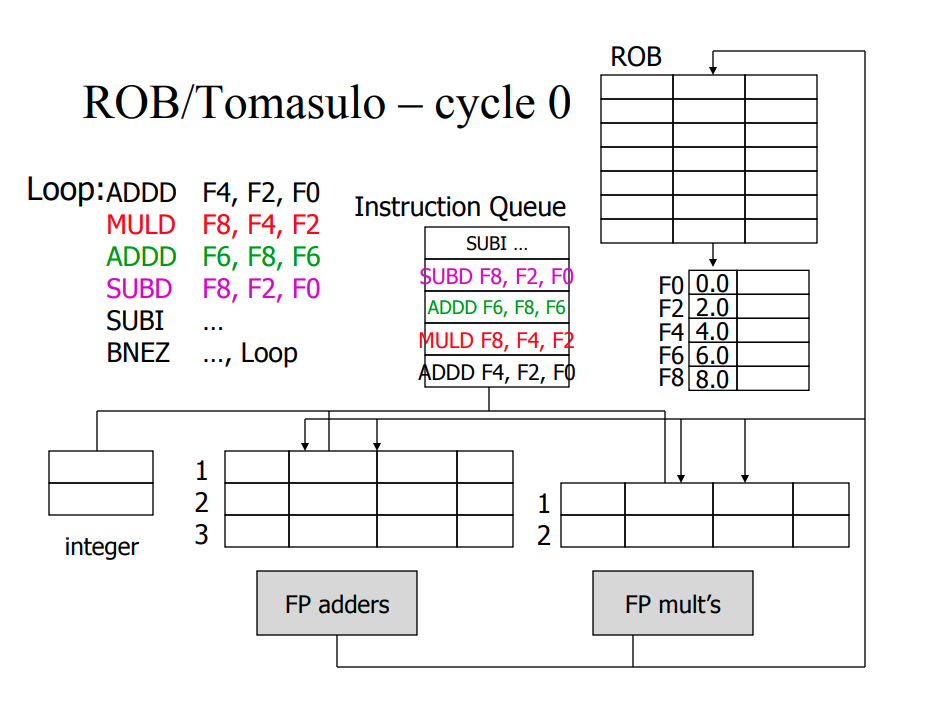 ROB
ROB/Tomasulo – cycle 0
Loop: ADDD F4, F2, F0
MULD F8, F4, F2
ADDD F6, F8, F6
SUBD F8, F2, F0
SUBI …
BNEZ …, Loop
Instruction Queue
SUBI …
SUBD F8, F2, F0
ADDD F6, F8, F6
MULD F8, F4, F2
ADDD F4, F2, F0
F0 0.0
F2 2.0
F4 4.0
F6 6.0
F8 8.0
1
2
3
1
2
integer
FP adders
FP mult's